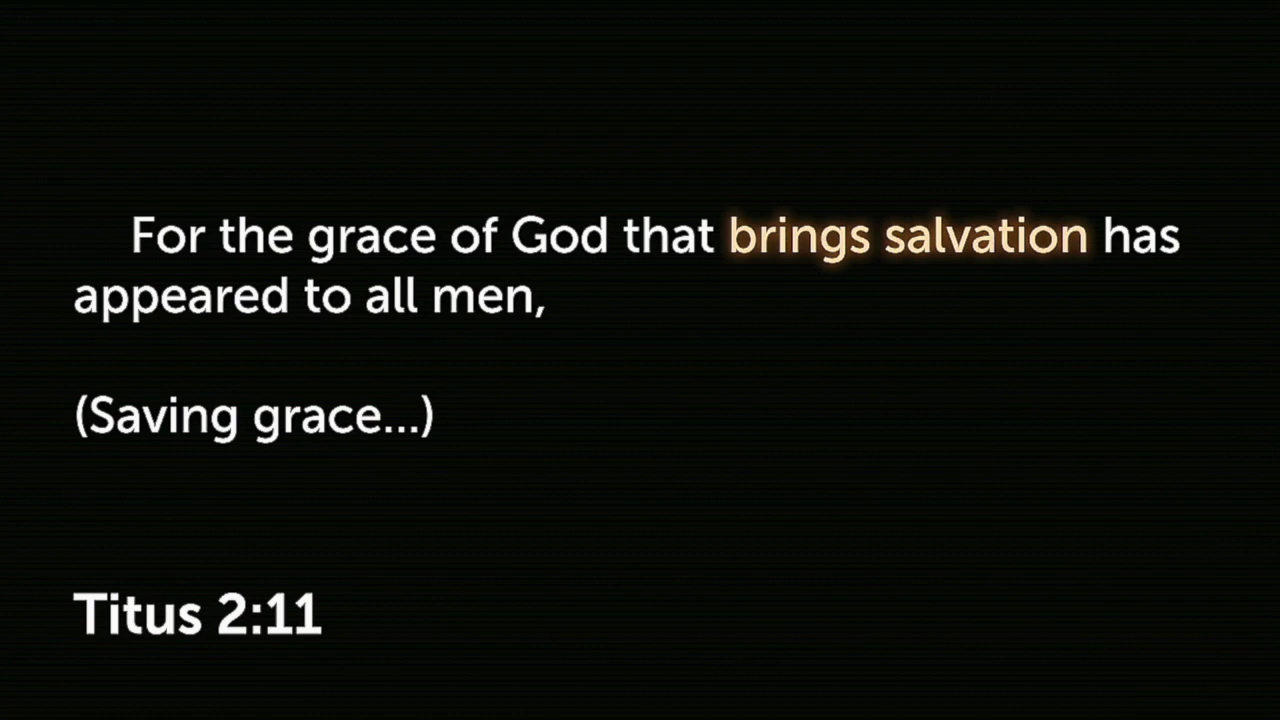 For the grace of God that brings salvation has
appeared to all men,
(Saving grace...)
Titus 2:11